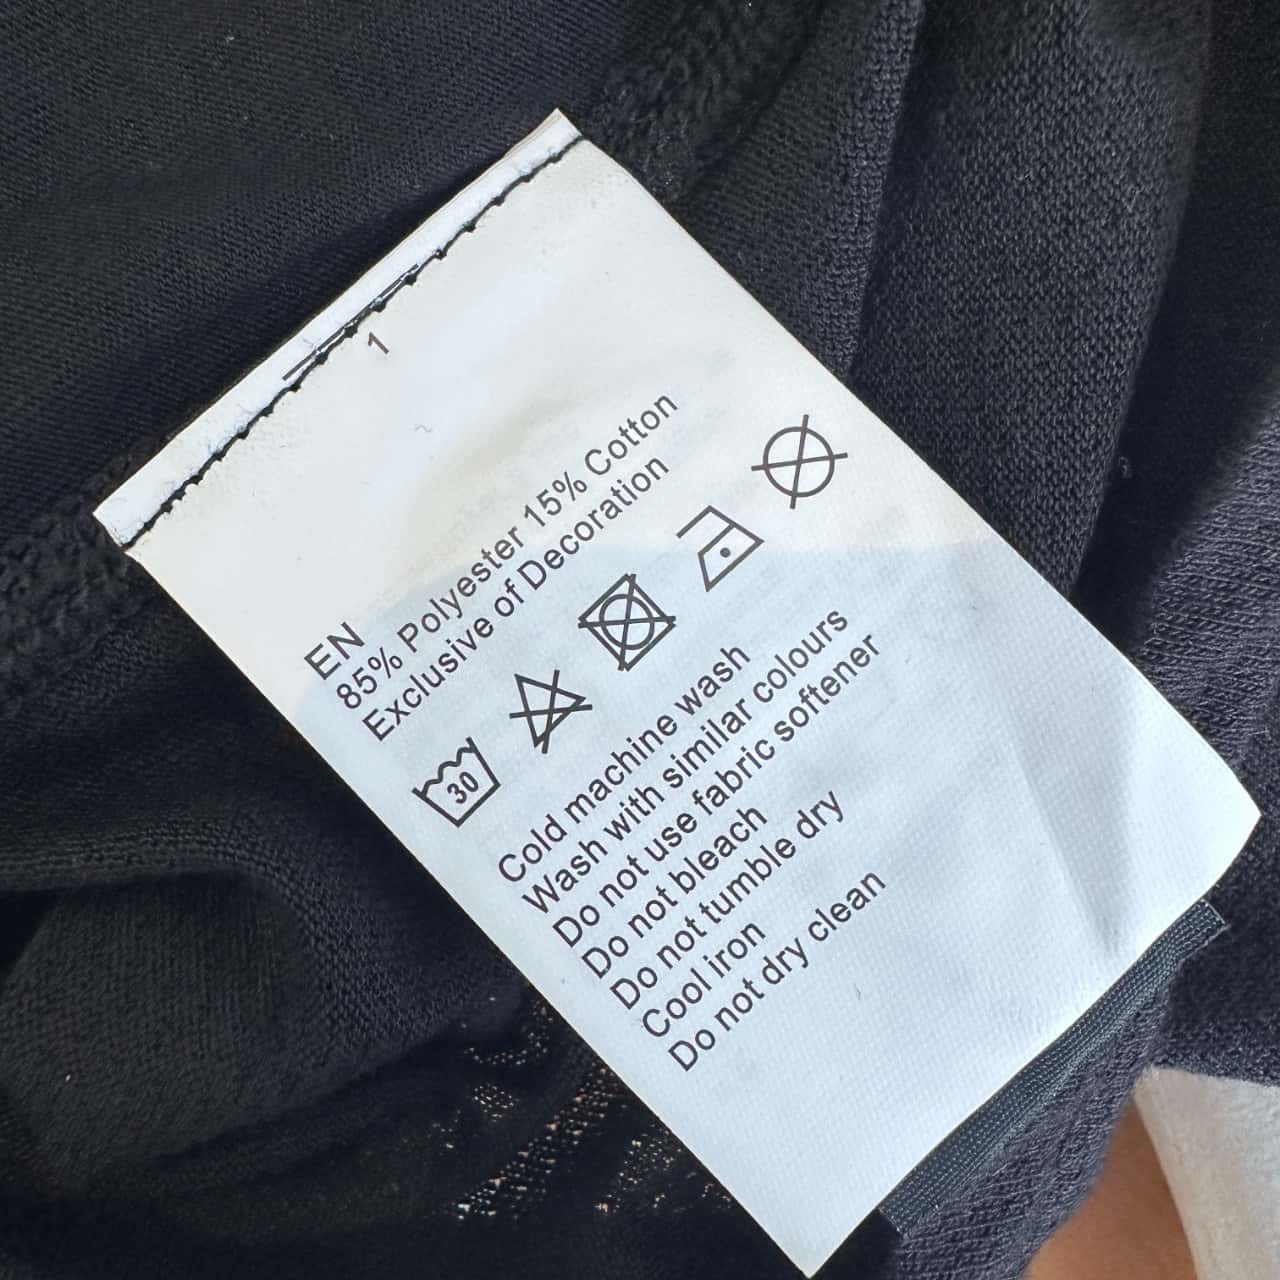 1
EN
85% Polyester 15% Cotton
Exclusive of Decoration
30
Cold machine wash
Wash with similar colours
Do not use fabric softener
Do not bleach
Do not tumble dry
Cool iron
Do not dry clean